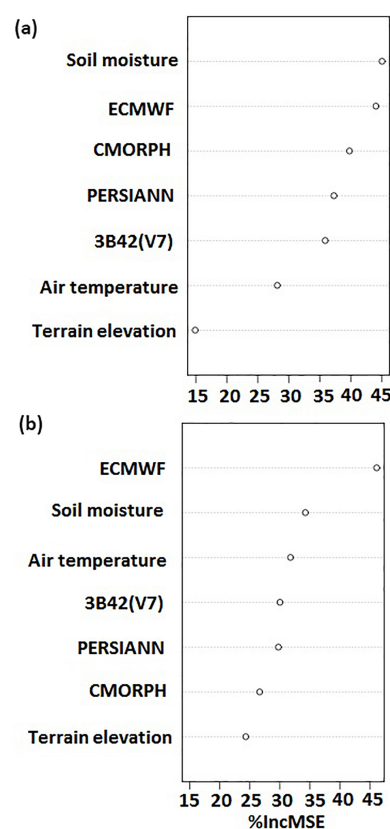 (a)
Soil moisture
ECMWF
CMORPH
PERSIANN
3B42(V7)
Air temperature
Terrain elevation
15 20 25 30 35 40 45
(b)
ECMWF
Soil moisture
Air temperature
3B42(V7)
PERSIANN
CMORPH
Terrain elevation
15 20 25 30 35 40 45
%IncMSE